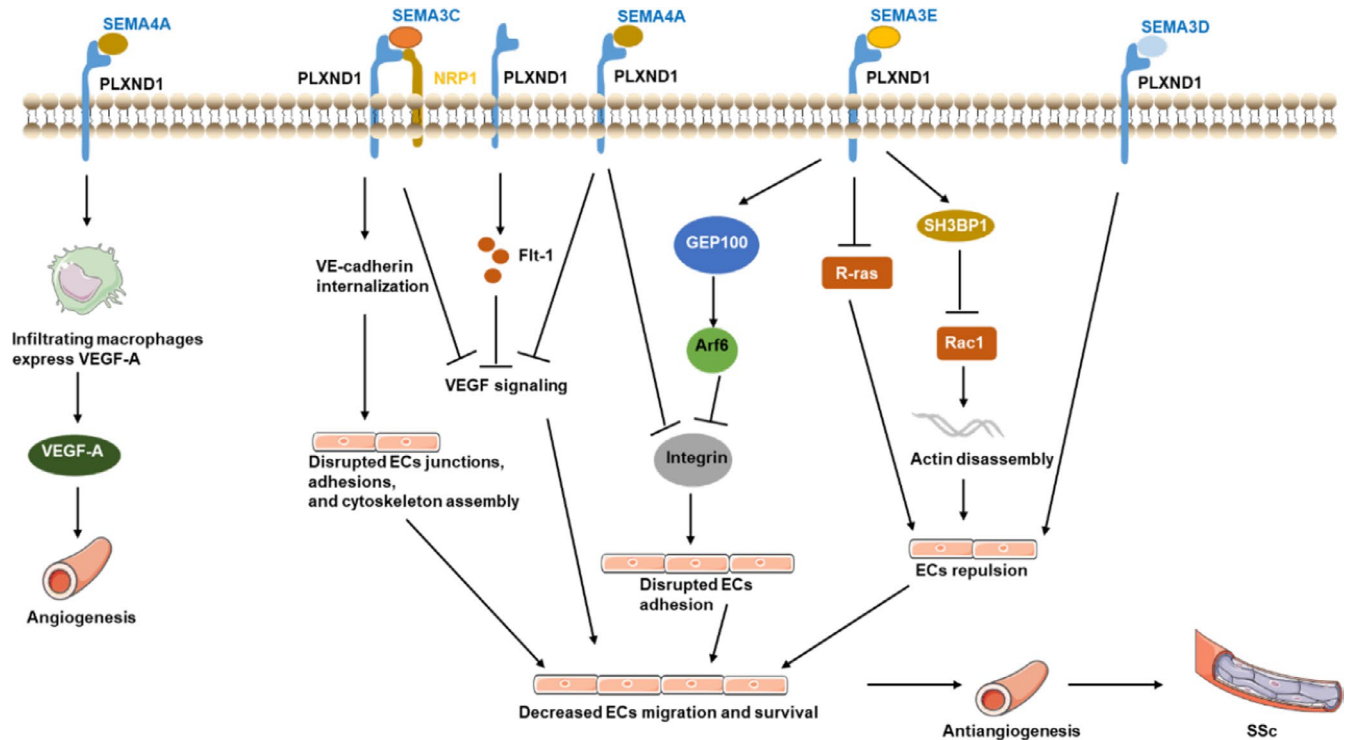 SEMA4A
SEMA3C
SEMA4A
SEMA3E
SEMA3D
PLXND1
PLXND1
NRP1
PLXND1
PLXND1
PLXND1
PLXND1
Flt-1
GEP100
SH3BP1
R-ras
VE-cadherin
internalization
Infiltrating macrophages
express VEGF-A
Arf6
Rac1
VEGF signaling
VEGF-A
Integrin
Actin disassembly
Disrupted ECs junctions,
adhesions,
and cytoskeleton assembly
Angiogenesis
Disrupted ECs
adhesion
ECs repulsion
Decreased ECs migration and survival
Antiangiogenesis
SSc